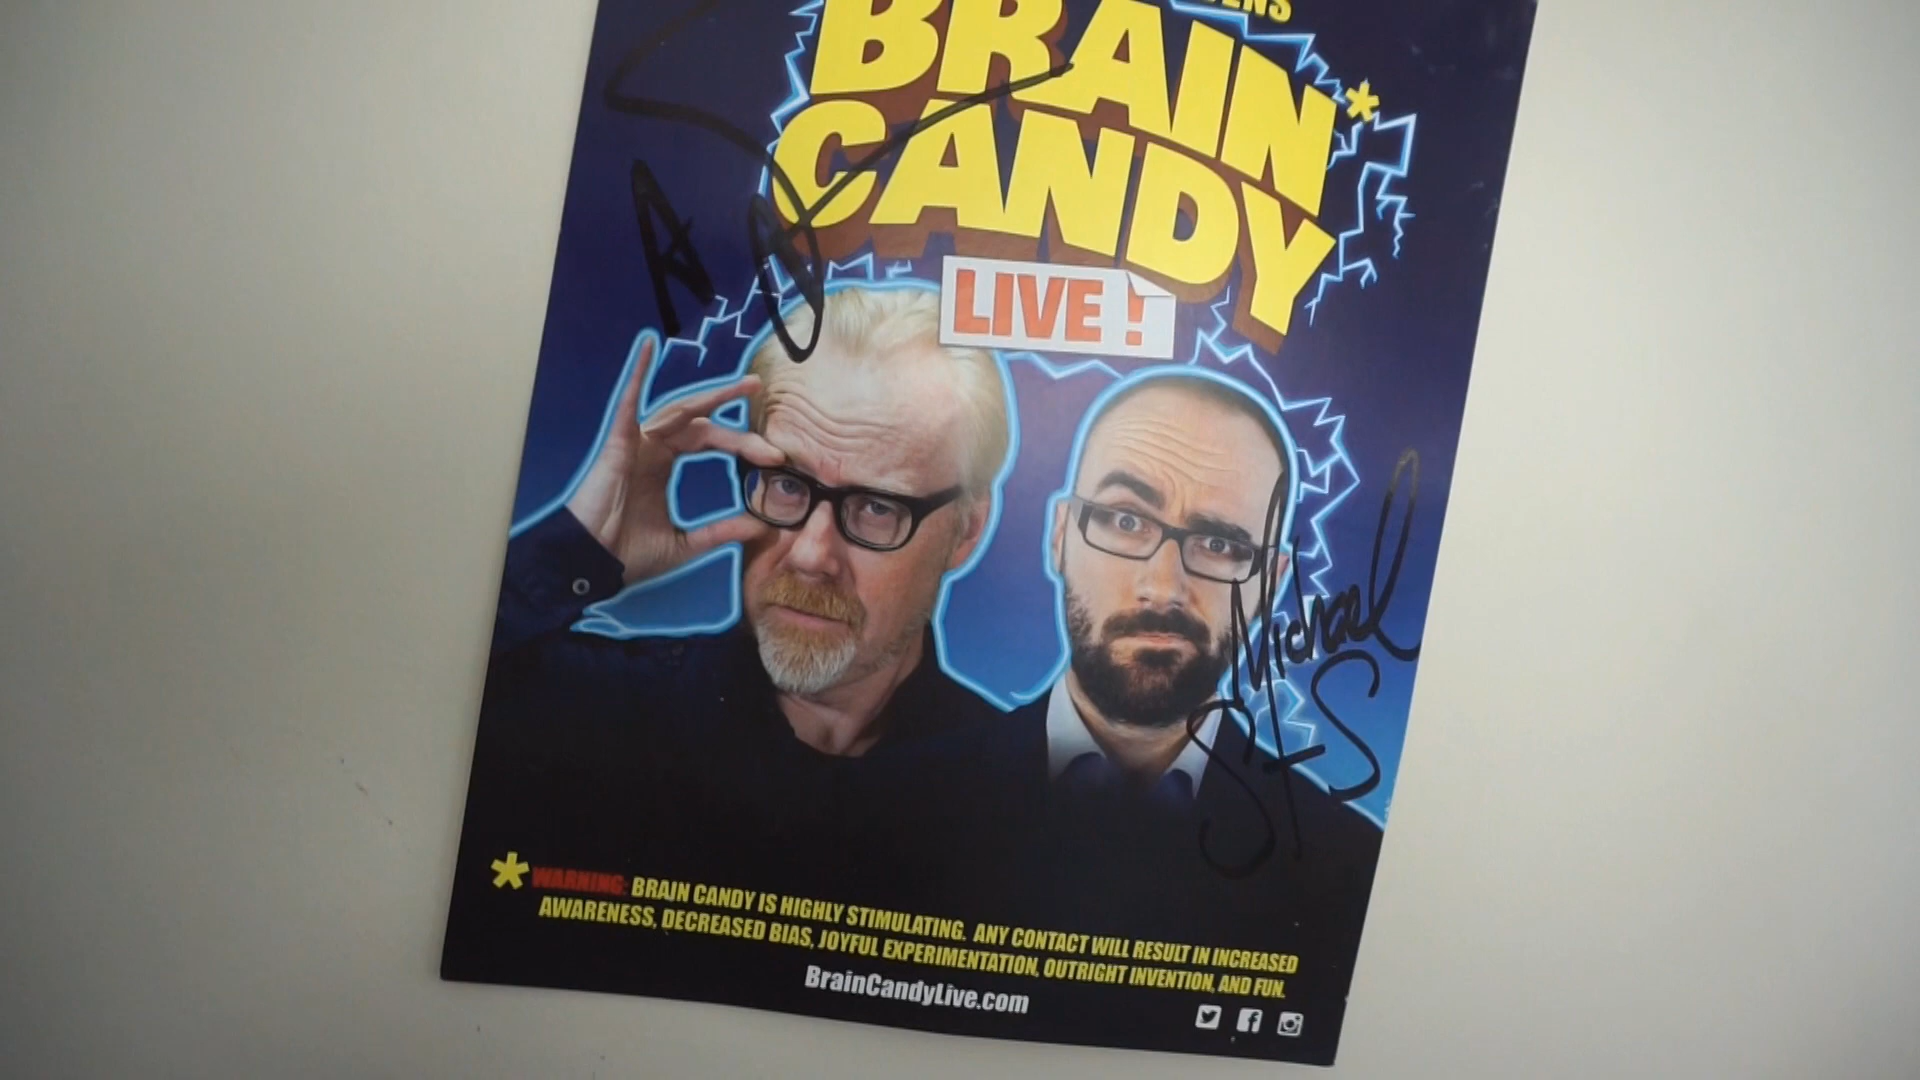 BRAIN*
CANDY
LIVE!
Michael
* WARNING: BRAIN CANDY IS HIGHLY STIMULATING. ANY CONTACT WILL RESULT IN INCREASED
AWARENESS, DECREASED BIAS, JOYFUL EXPERIMENTATION, OUTRIGHT INVENTION, AND FUN.
BrainCandyLive.com